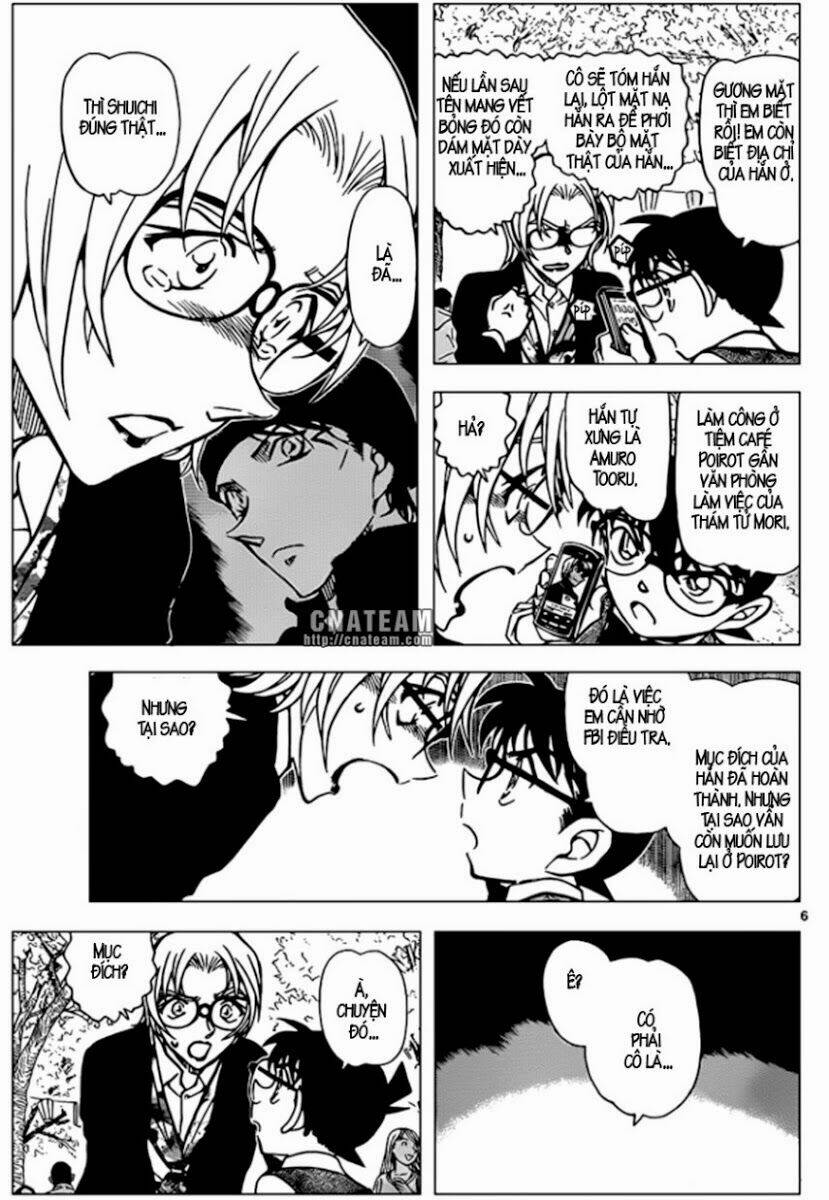 THÌ SHUICHI
ĐÚNG THẬT...
LÀ
ĐÃ...
NẾU LẦN SAU
TÊN MANG VẾT
BỎNG ĐÓ CÒN
DÁM MẶT DÀY
XUẤT HIỆN...
CÔ SẼ TÓM HẮN
LẠI, LỘT MẶT NẠ
HẮN RA ĐỂ PHƠI
BÀY BỘ MẶT
THẬT CỦA HẮN...
GƯƠNG MẶT
THÌ EM BIẾT
RỒI! EM CÒN
BIẾT ĐỊA CHỈ
CỦA HẮN Ở.
PÍP
PÍP
HẢ?
HẮN TỰ
XƯNG LÀ
AMURO
TOORU.
LÀM CÔNG Ở
TIỆM CAFÉ
POIROT GẦN
VĂN PHÒNG
LÀM VIỆC CỦA
THÁM TỬ MORI.
CNATEAM
http://cnateam.com
NHƯNG
TẠI SAO?
ĐÓ LÀ VIỆC
EM CẦN NHỜ
FBI ĐIỀU TRA.
MỤC ĐÍCH CỦA
HẮN ĐÃ HOÀN
THÀNH. NHƯNG
TẠI SAO VẪN
CÒN MUỐN LƯU
LẠI Ở POIROT?
6
MỤC
ĐÍCH?
À,
CHUYỆN
ĐÓ...
Ê?
CÓ
PHẢI
CÔ LÀ...